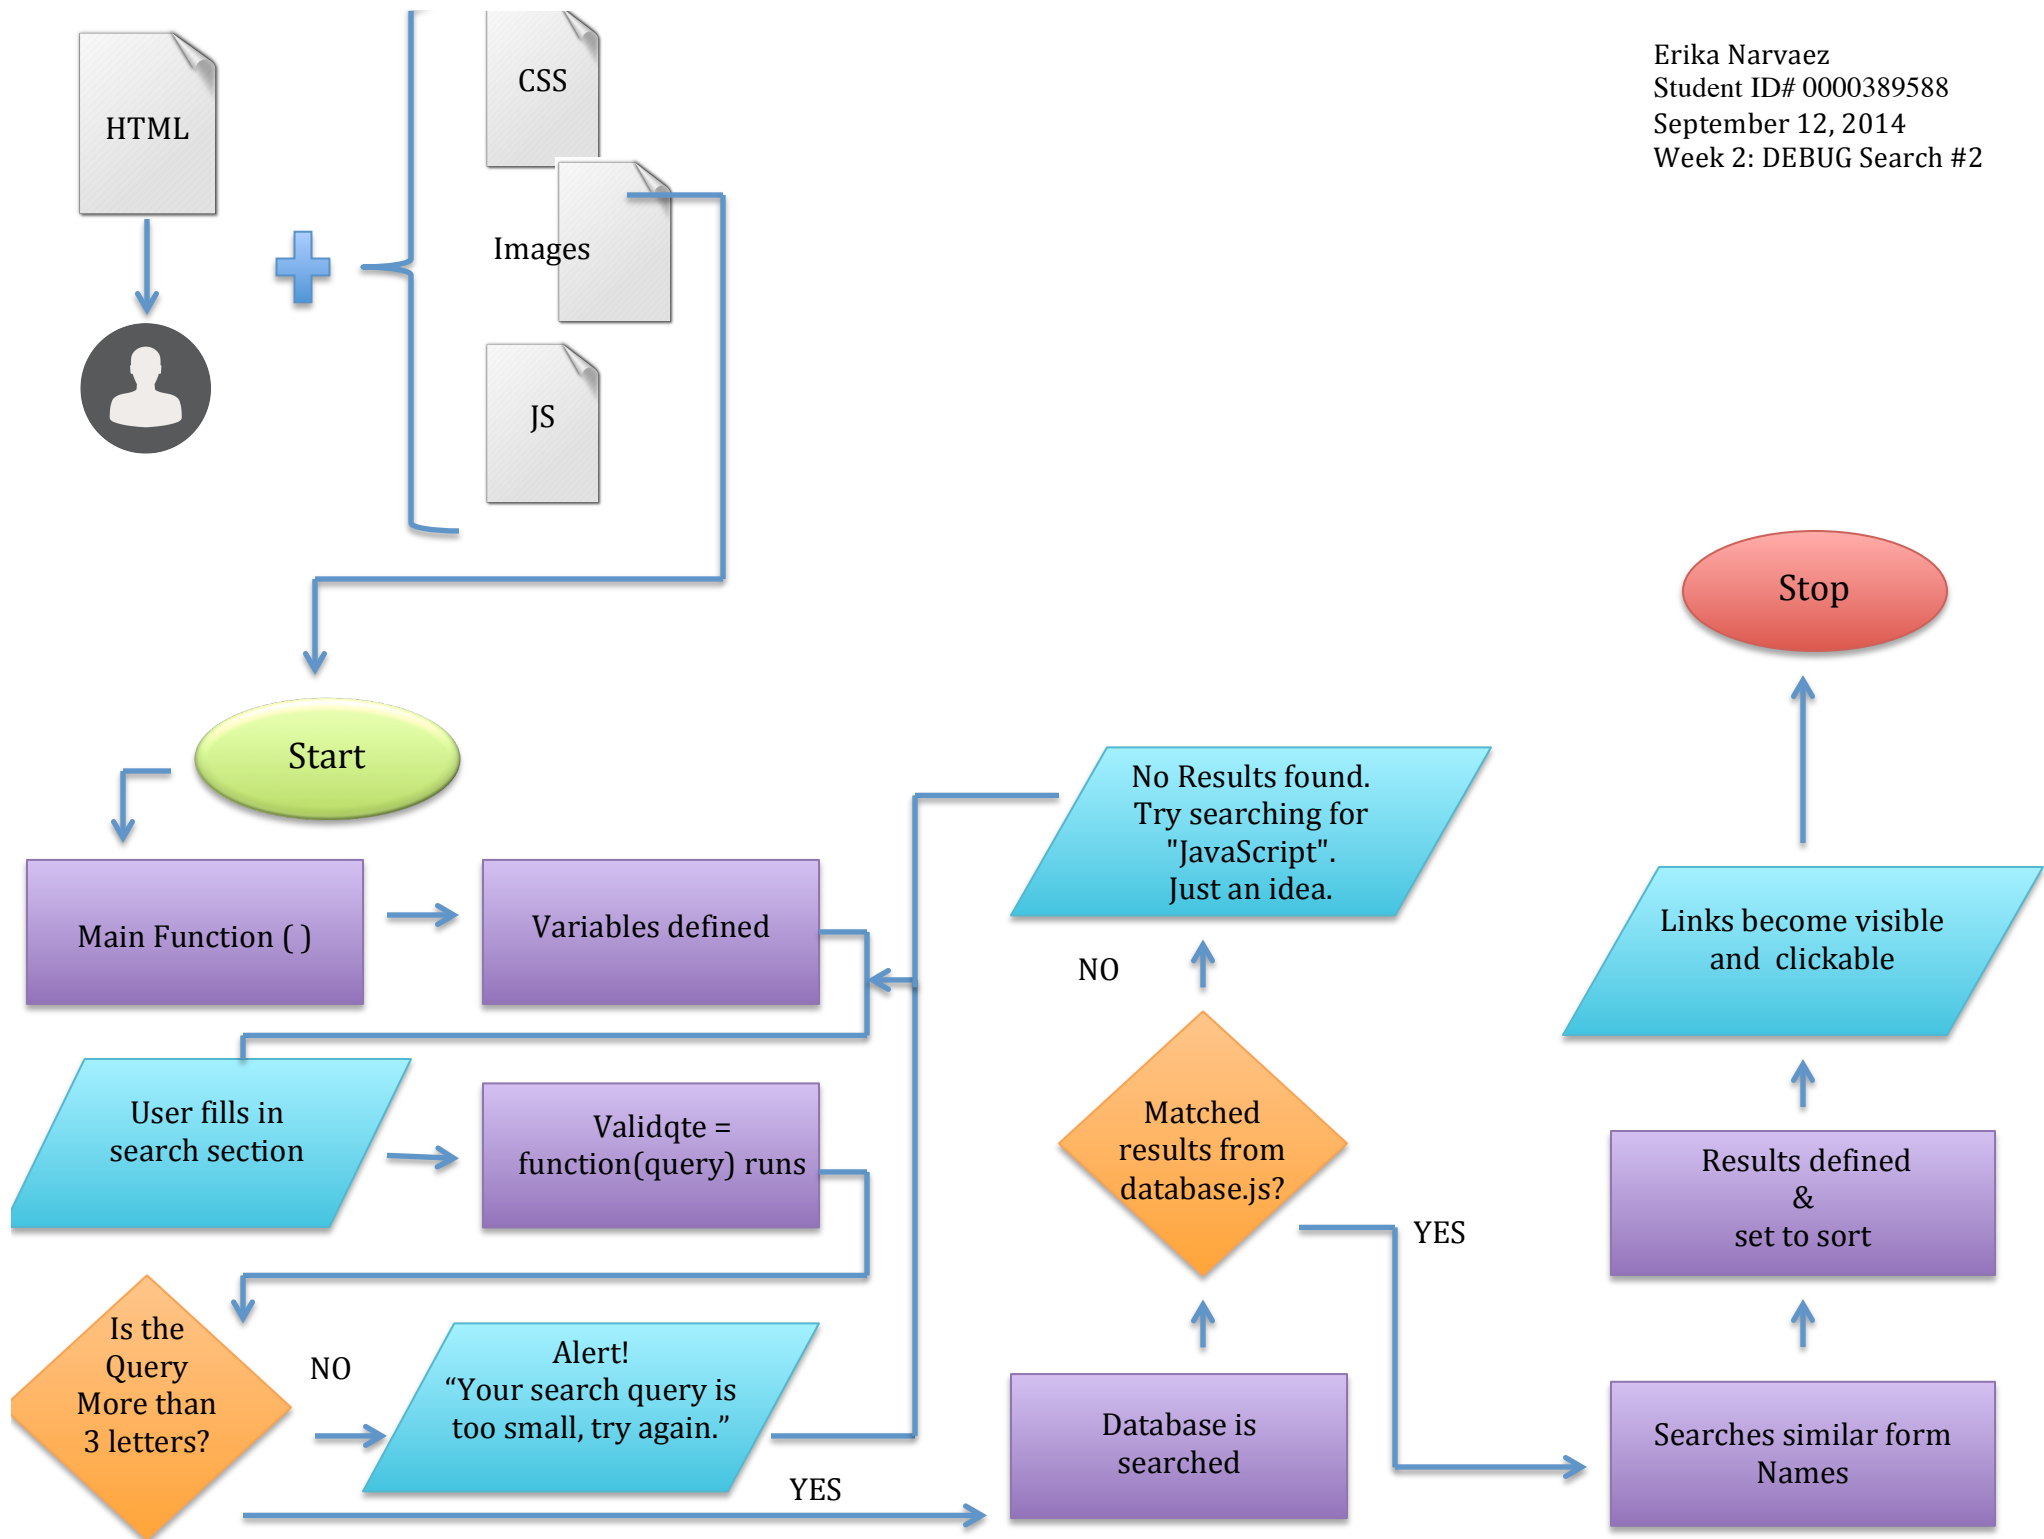 HTML
CSS
Images
JS
Erika Narvaez
Student ID# 0000389588
September 12, 2014
Week 2: DEBUG Search #2
Start
Main Function ( )
Variables defined
User fills in
search section
Validqte =
function(query) runs
Is the
Query
More than
3 letters?
NO
Alert!
“Your search query is
too small, try again.”
YES
Database is
searched
Matched
results from
database.js?
NO
No Results found.
Try searching for
"JavaScript".
Just an idea.
YES
Searches similar form
Names
Results defined
&
set to sort
Links become visible
and  clickable
Stop